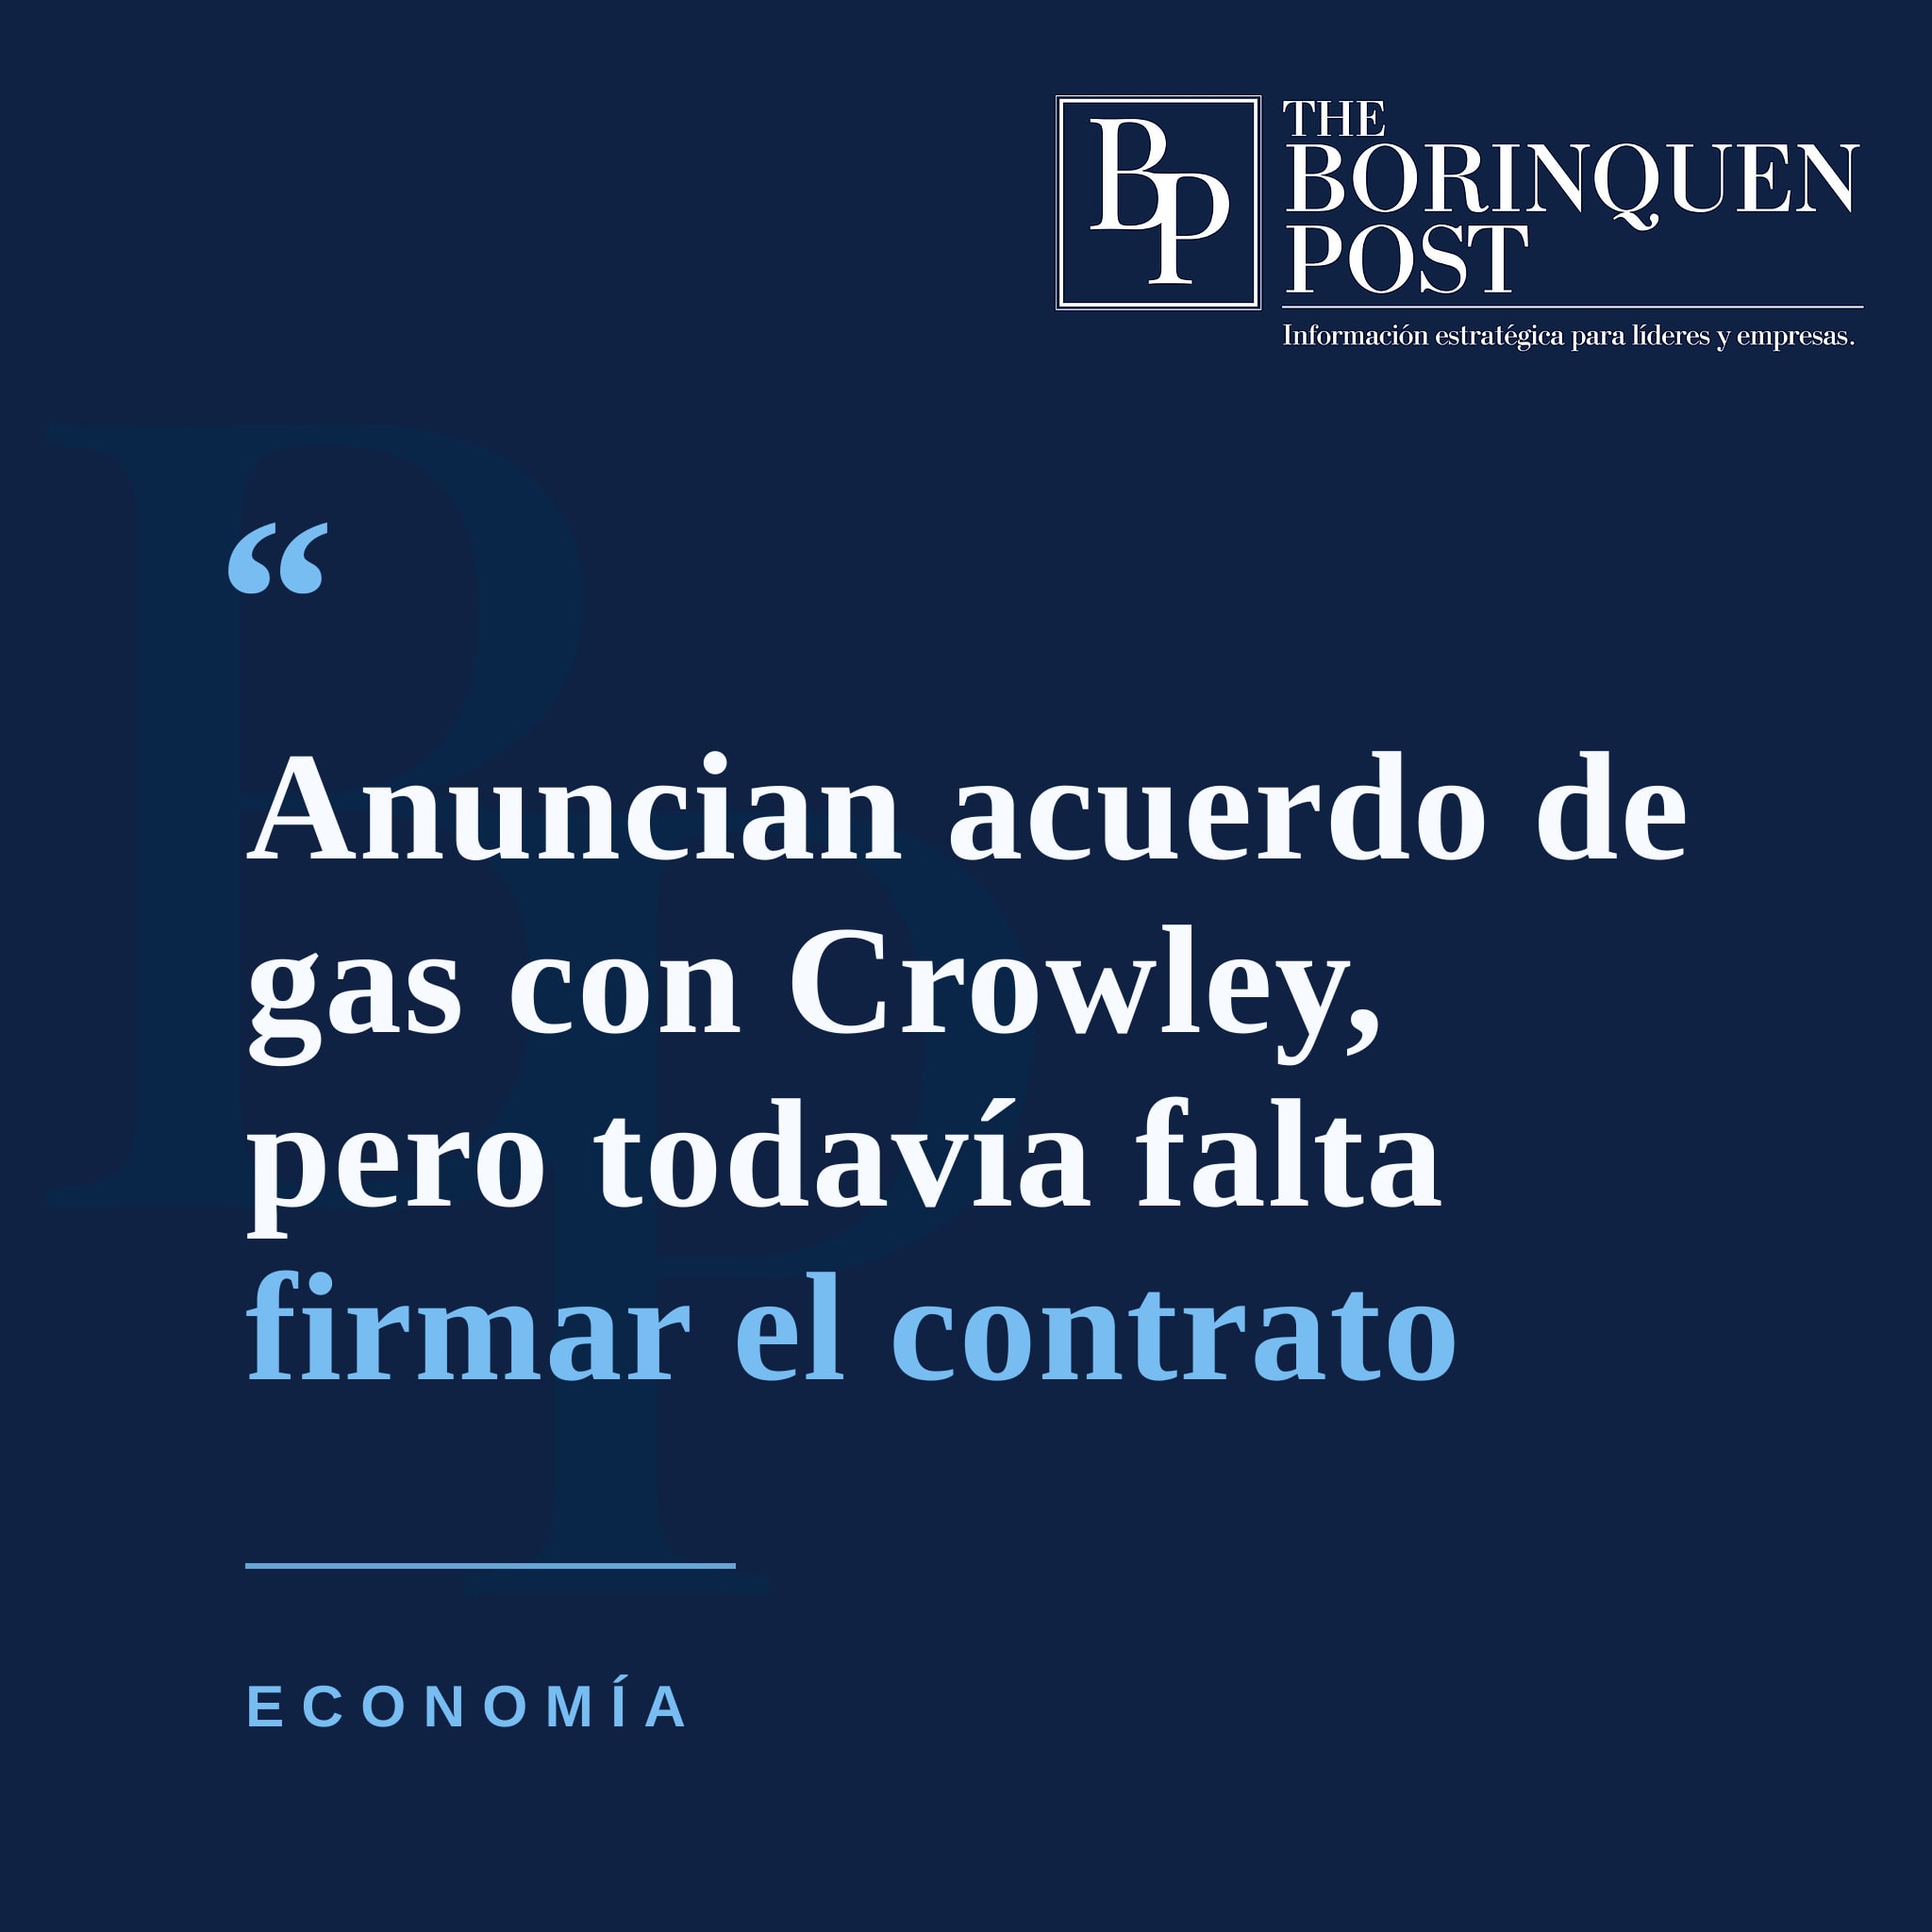 BP
THE
BORINQUEN
POST
Información estratégica para líderes y empresas.
“
Anuncian acuerdo de
gas con Crowley,
pero todavía falta
firmar el contrato
ECONOMÍA